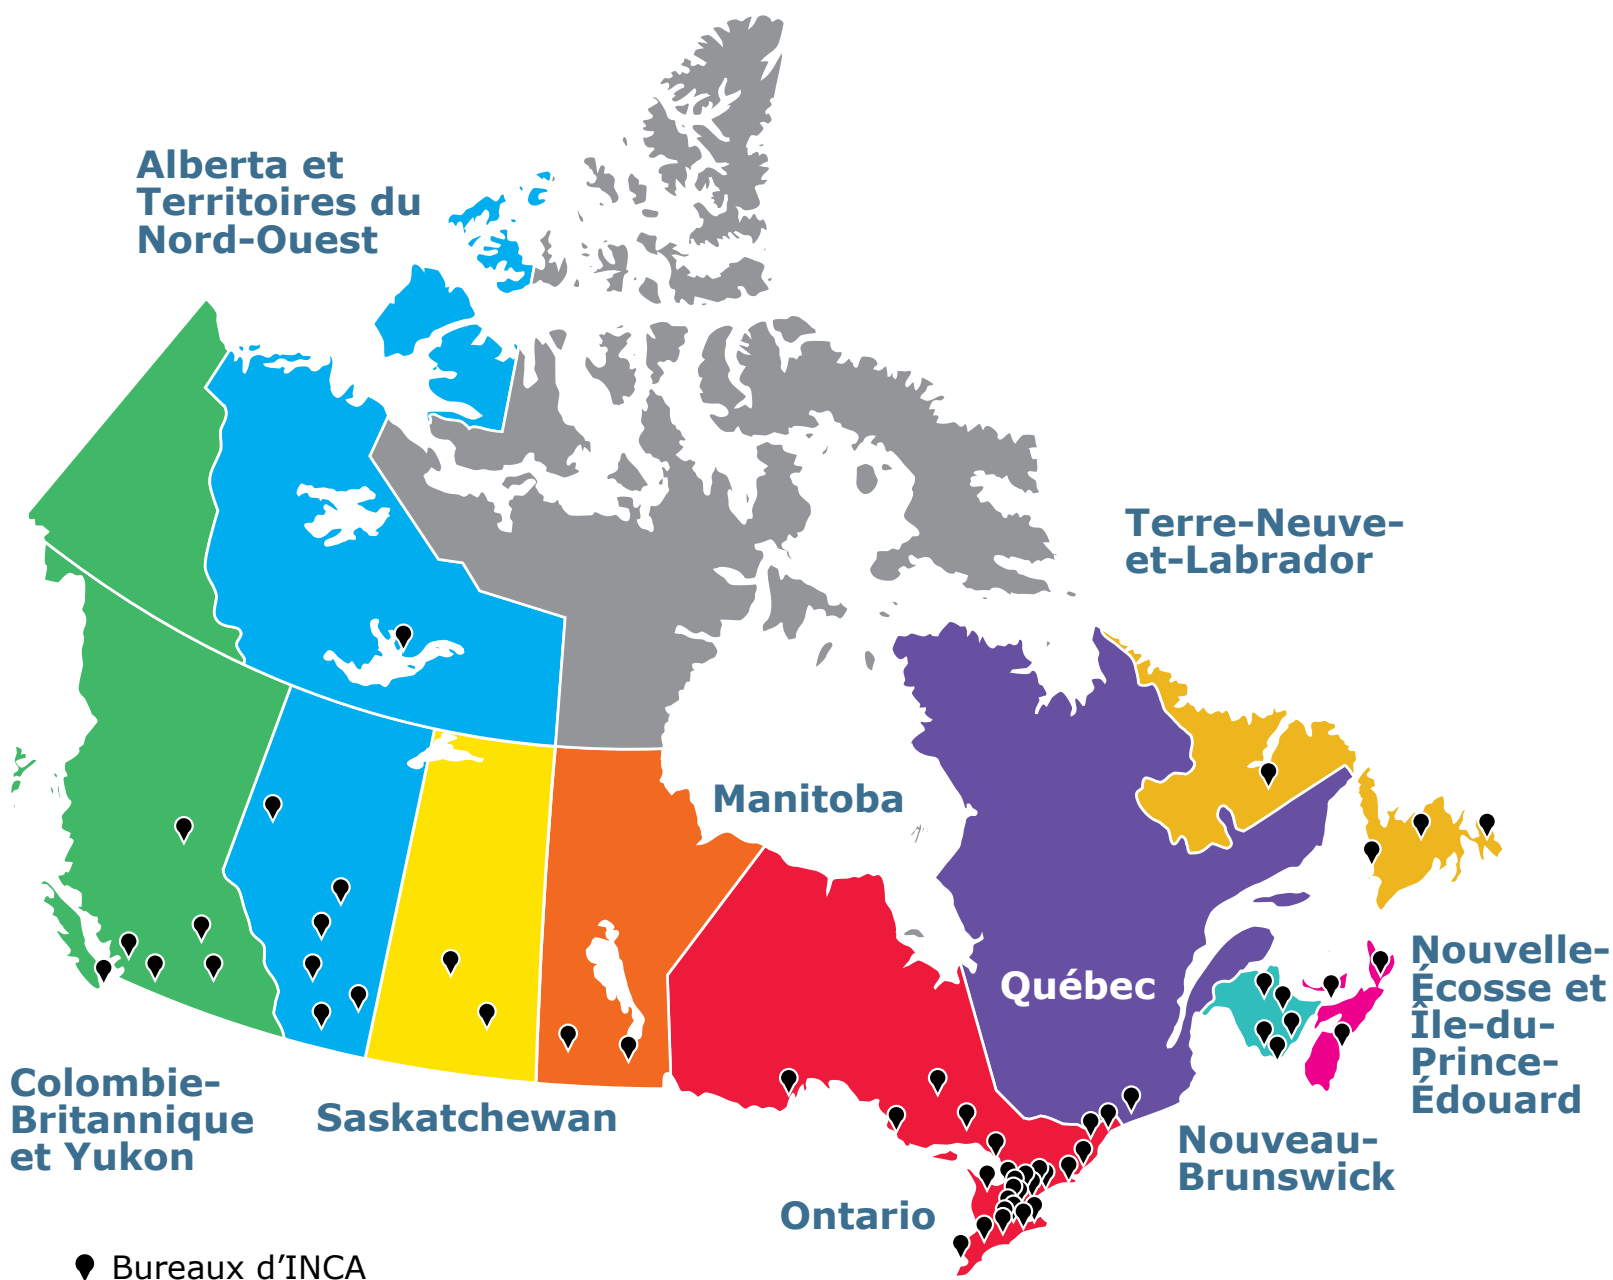 Alberta et
Territoires du
Nord-Ouest
Terre-Neuve-
et-Labrador
Manitoba
Québec
Nouvelle-
Écosse et
Île-du-
Prince-
Édouard
Colombie-
Britannique
et Yukon
Saskatchewan
Nouveau-
Brunswick
Ontario
Bureaux d’INCA